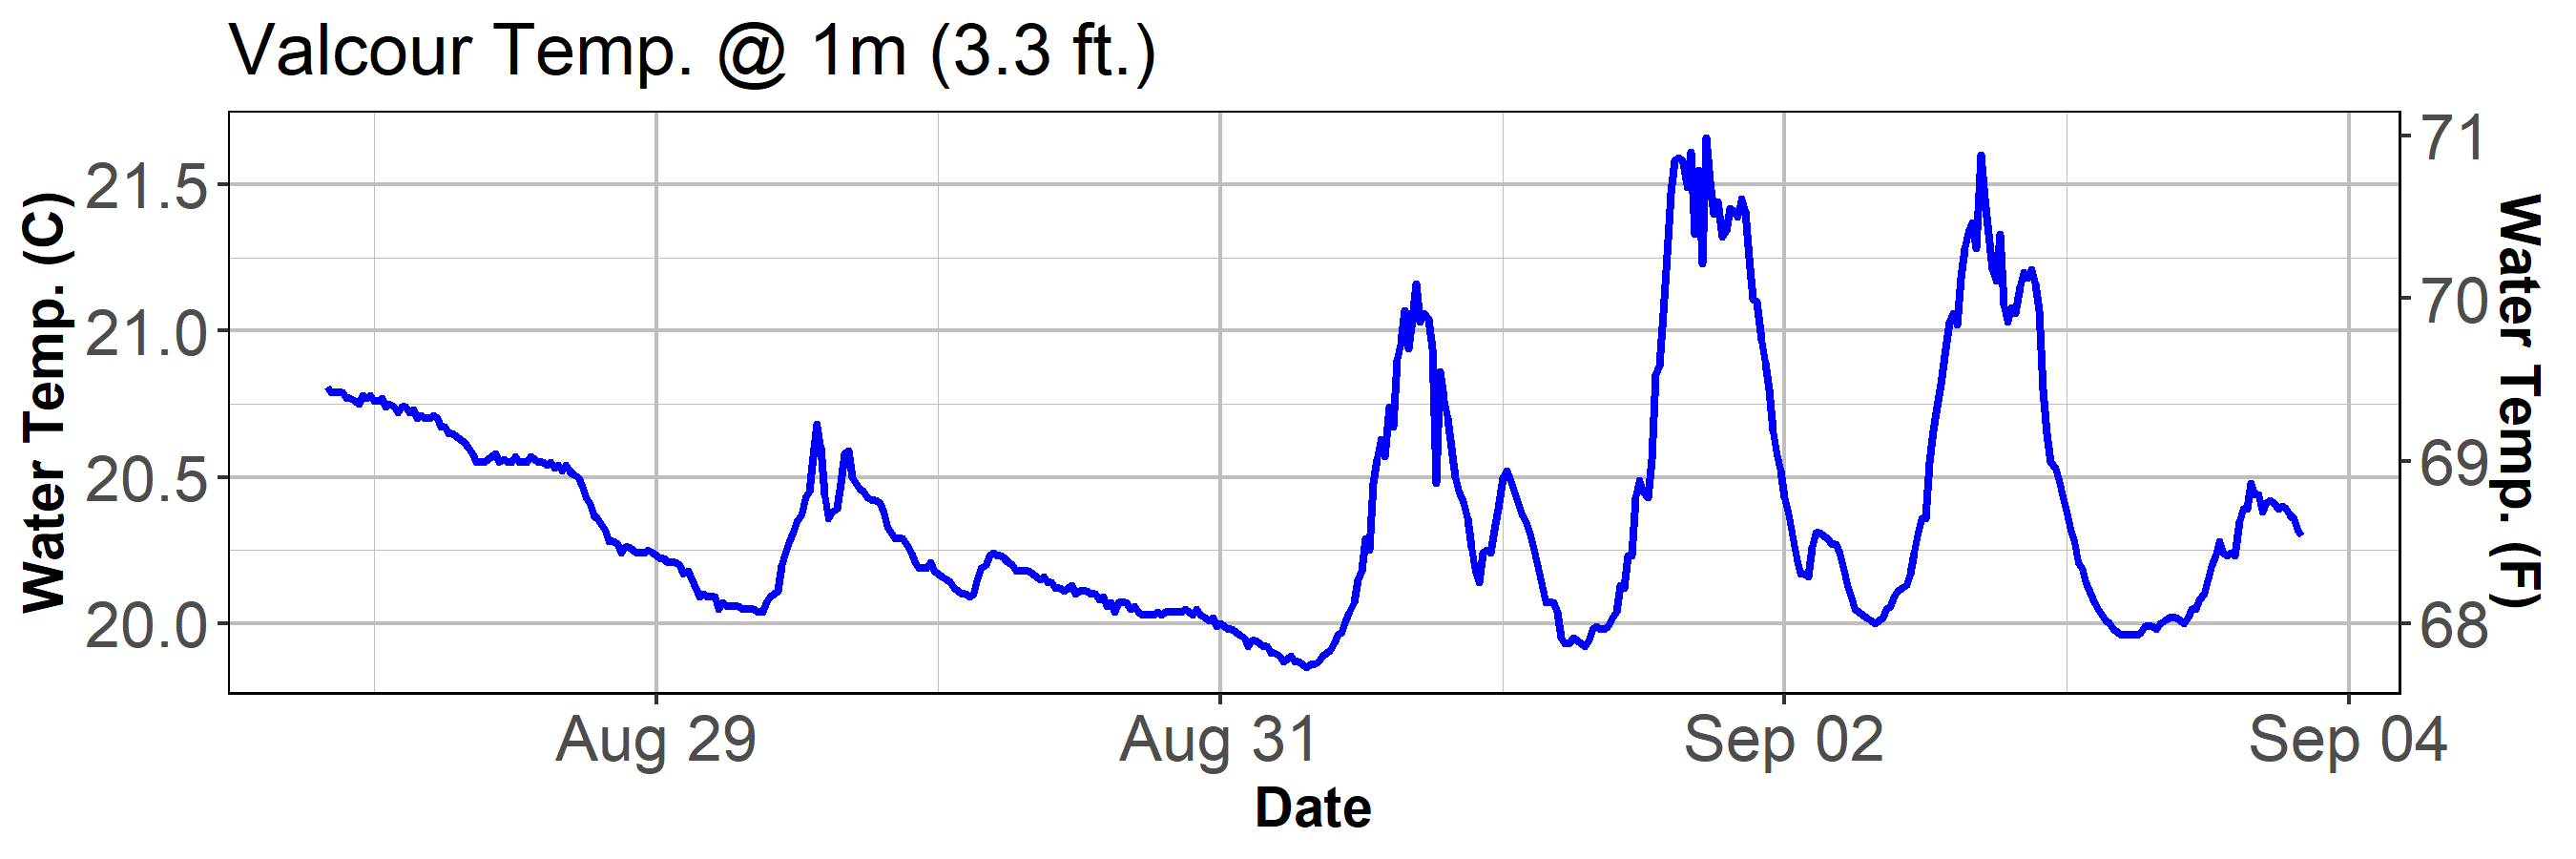 Valcour Temp. @ 1m (3.3 ft.)
Water Temp. (C)
21.5
21.0
20.5
20.0
71
70
69
68
Water Temp. (F)
Aug 29
Aug 31
Sep 02
Sep 04
Date